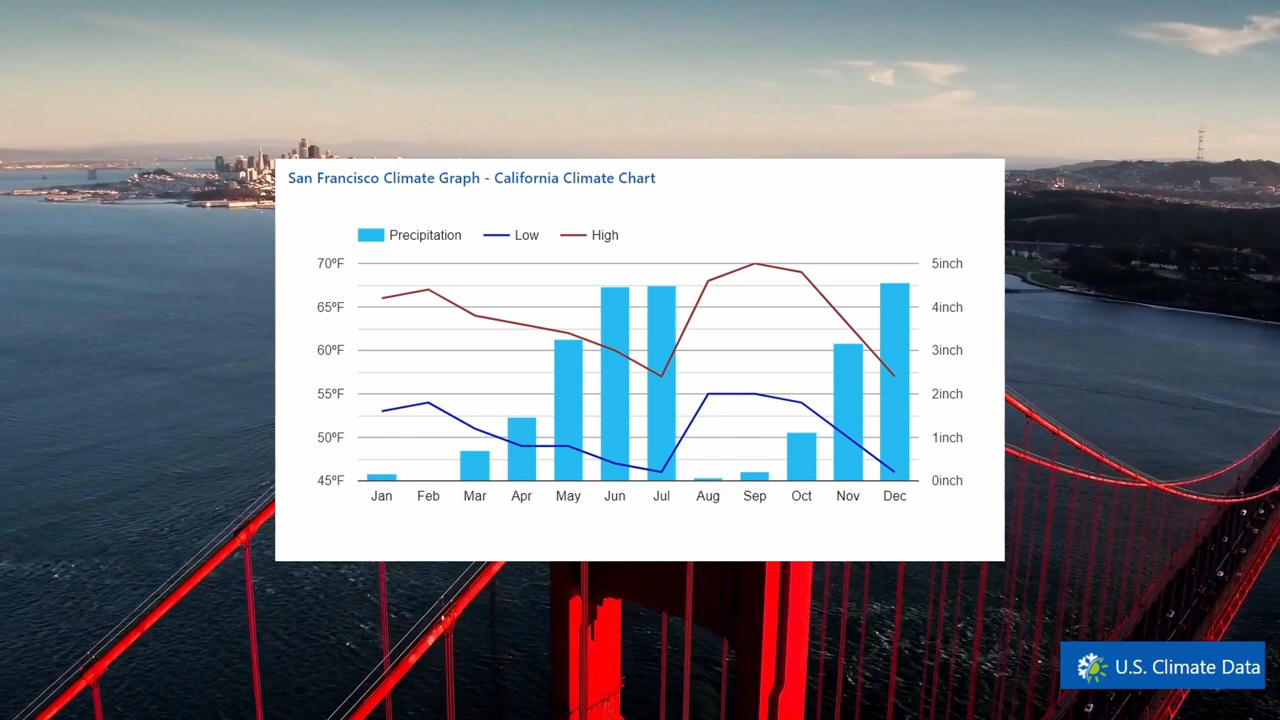 San Francisco Climate Graph - California Climate Chart
Precipitation Low High
70ºF 5inch
65ºF 4inch
60ºF 3inch
55ºF 2inch
50ºF 1inch
45ºF 0inch
Jan Feb Mar Apr May Jun Jul Aug Sep Oct Nov Dec
U.S. Climate Data